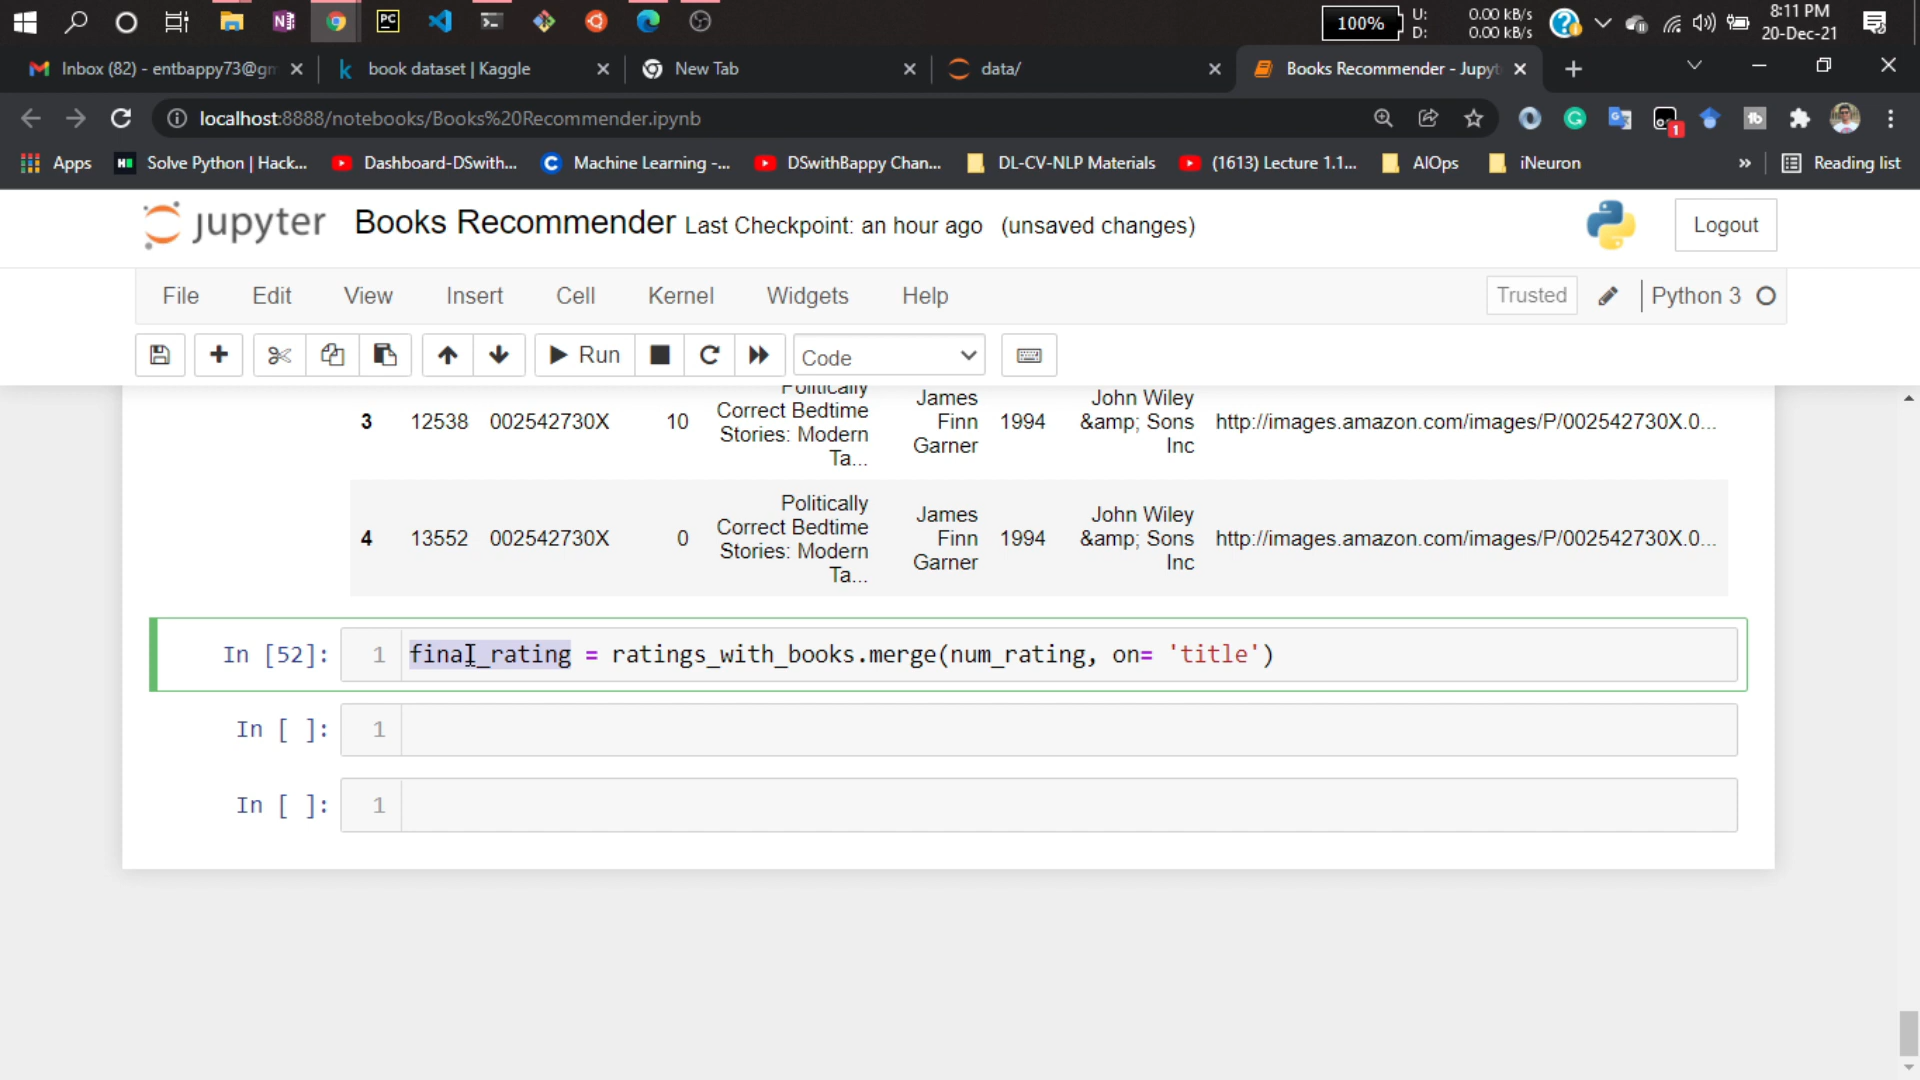 100%
U: 0.00 kB/s
D: 0.00 kB/s
8:11 PM
20-Dec-21
Inbox (82) - entbappy73@gm
book dataset | Kaggle
New Tab
data/
Books Recommender - Jupyt
localhost:8888/notebooks/Books%20Recommender.ipynb
1
Apps
Solve Python | Hack...
Dashboard-DSwith...
Machine Learning -...
DSwithBappy Chan...
DL-CV-NLP Materials
(1613) Lecture 1.1...
AIOps
iNeuron
»
Reading list
jupyter
Books Recommender Last Checkpoint: an hour ago (unsaved changes)
Logout
File Edit View Insert Cell Kernel Widgets Help
Trusted
Python 3
Run
Code
3 12538 002542730X 10
Politically
Correct Bedtime
Stories: Modern
Ta...
James
Finn
Garner
1994
John Wiley
&amp; Sons
Inc
http://images.amazon.com/images/P/002542730X.0...
4 13552 002542730X 0
Politically
Correct Bedtime
Stories: Modern
Ta...
James
Finn
Garner
1994
John Wiley
&amp; Sons
Inc
http://images.amazon.com/images/P/002542730X.0...
In [52]: 1 final_rating = ratings_with_books.merge(num_rating, on= 'title')
In [ ]: 1
In [ ]: 1